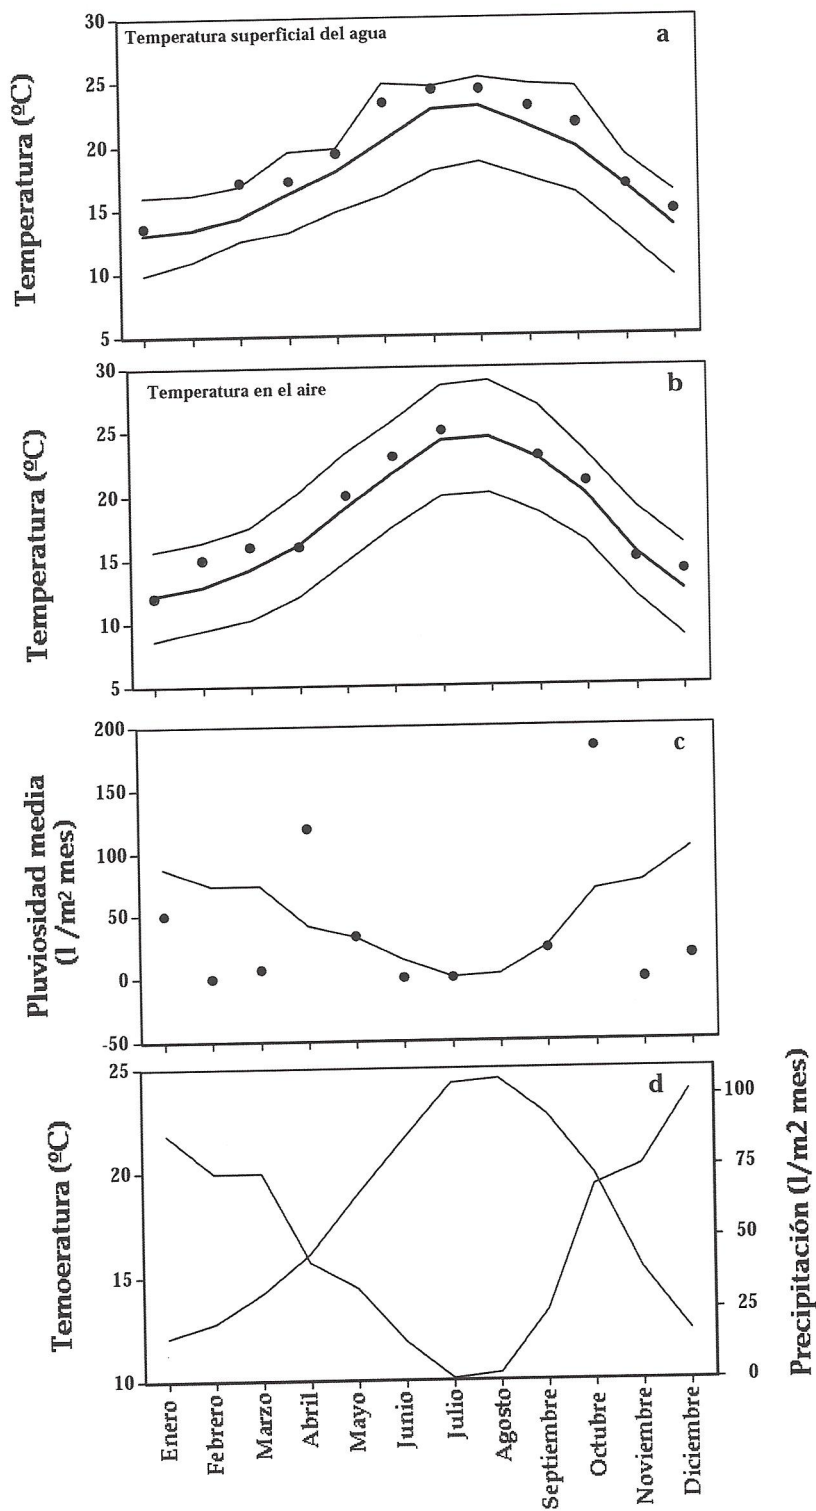 Temperatura superficial del agua
a
Temperatura (ºC)
30
25
20
15
10
5
Temperatura en el aire
b
Temperatura (ºC)
30
25
20
15
10
5
c
Pluviosidad media
(l /m2 mes)
200
150
100
50
0
-50
d
Temoeratura (ºC)
25
20
15
10
Precipitación (l/m2 mes)
100
75
50
25
0
Enero
Febrero
Marzo
Abril
Mayo
Junio
Julio
Agosto
Septiembre
Octubre
Noviembre
Diciembre